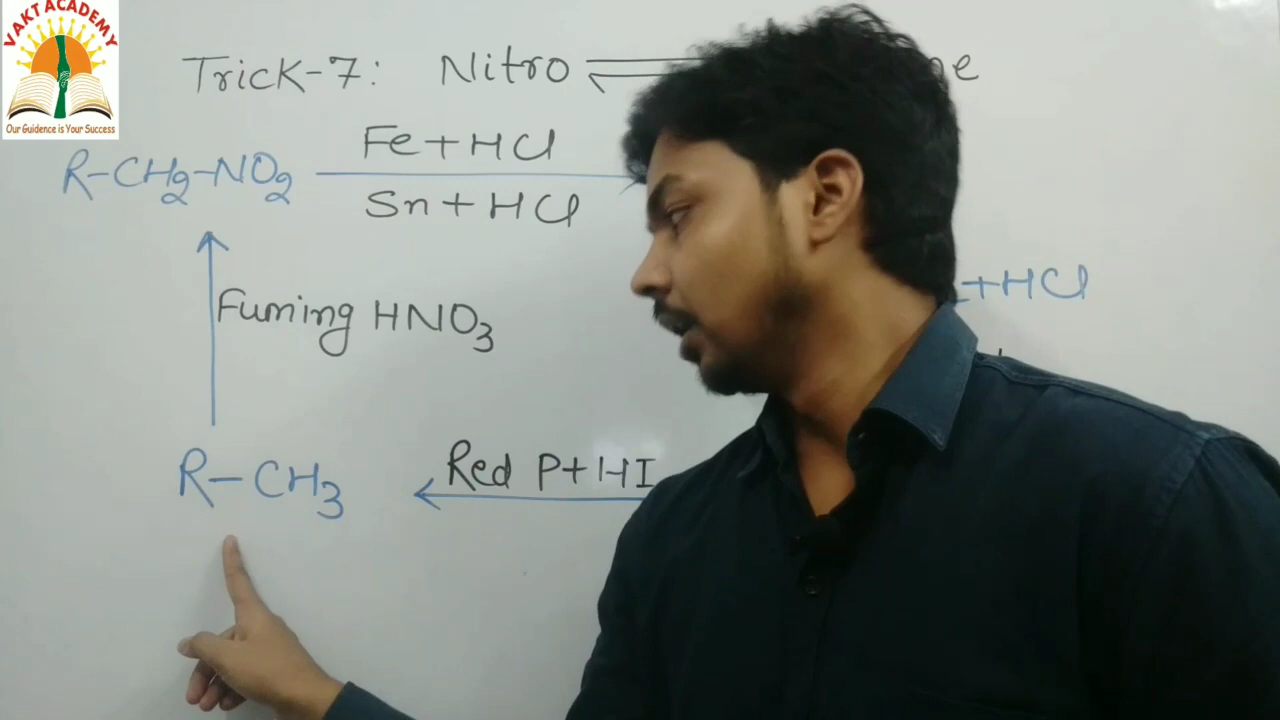 VAKT ACADEMY
Our Guidence is Your Success
Trick-7: Nitro ⇌
R-CH2-NO2
Fe+HCl
Sn+HCl
+HCl
Fuming HNO3
Red P+HI
R-CH3